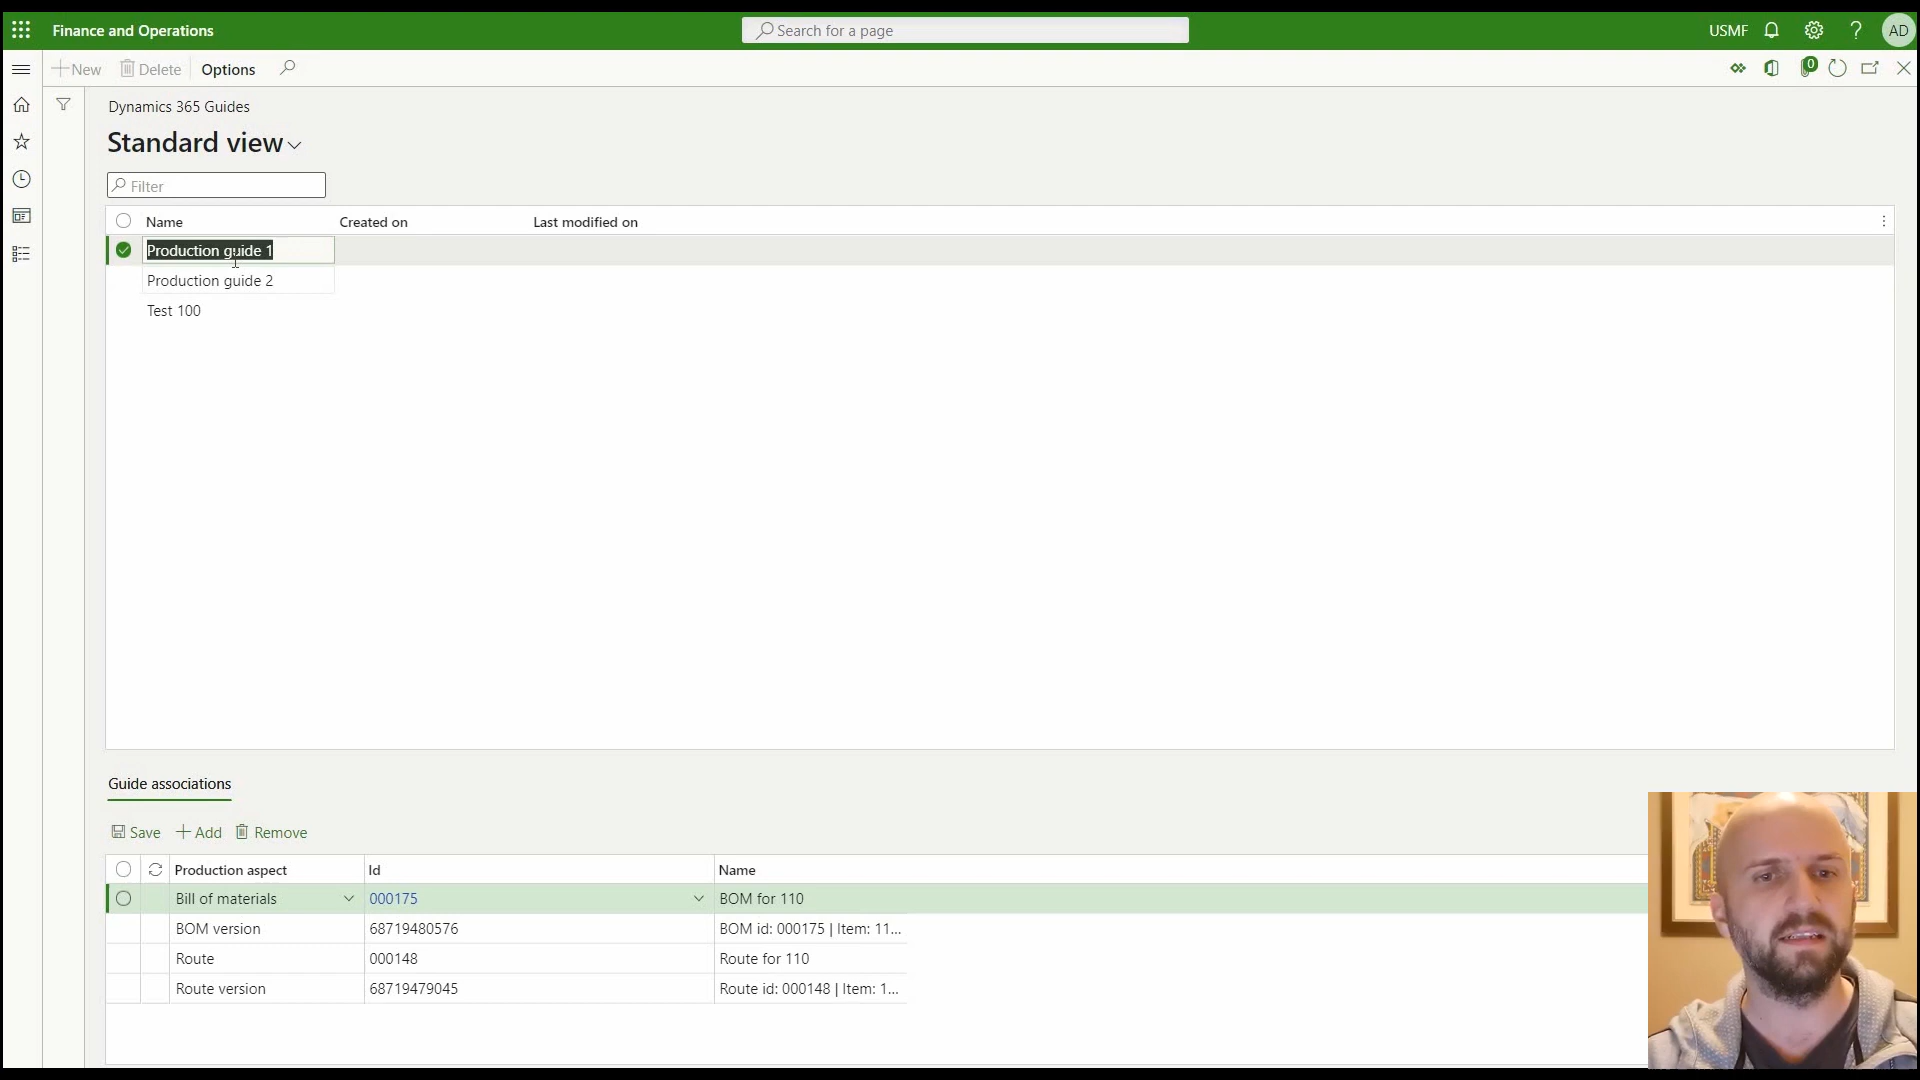 Finance and Operations
Search for a page
USMF
?
AD
New
Delete
Options
0
Dynamics 365 Guides
Standard view
Filter
Name Created on Last modified on
Production guide 1
Production guide 2
Test 100
Guide associations
Save Add Remove
Production aspect Id Name
Bill of materials 000175 BOM for 110
BOM version 68719480576 BOM id: 000175 | Item: 11...
Route 000148 Route for 110
Route version 68719479045 Route id: 000148 | Item: 1...